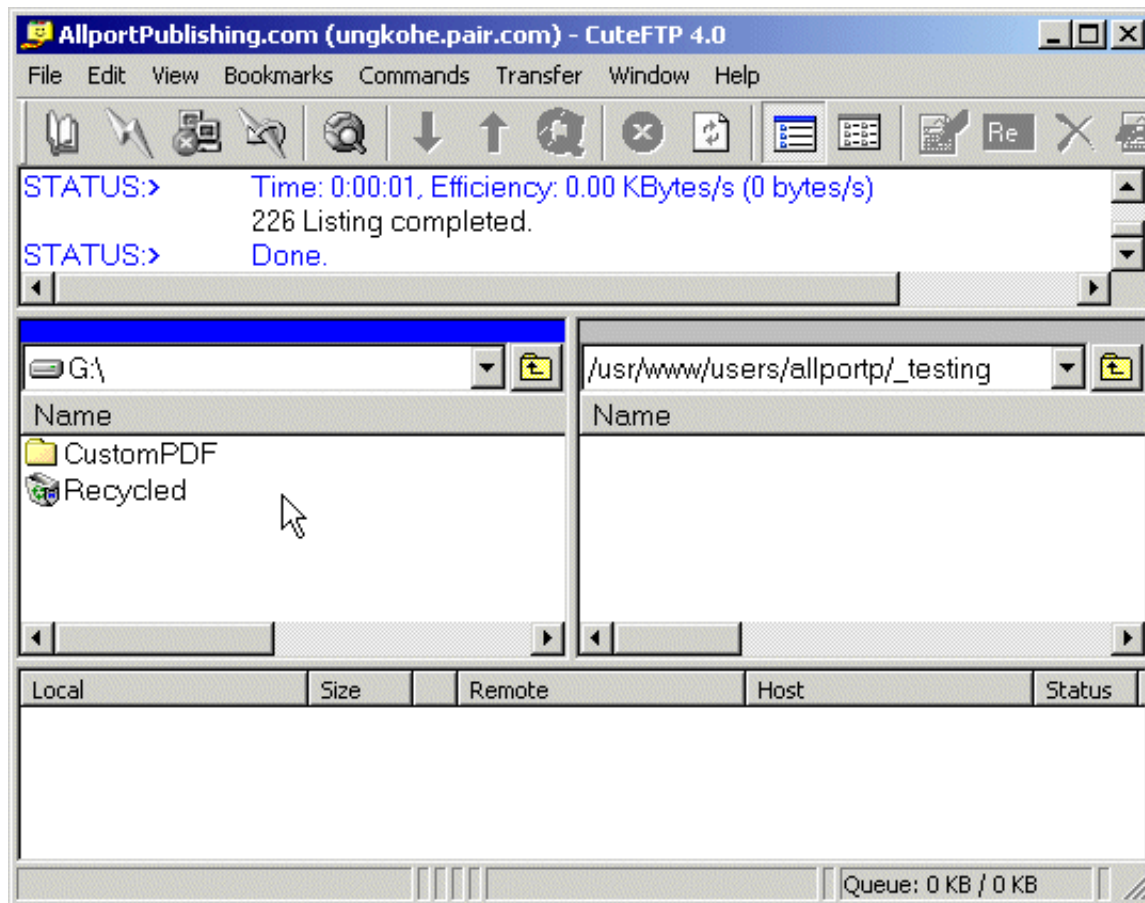 AllportPublishing.com (ungkohe.pair.com) - CuteFTP 4.0
File Edit View Bookmarks Commands Transfer Window Help
Re
STATUS:> Time: 0:00:01, Efficiency: 0.00 KBytes/s (0 bytes/s)
226 Listing completed.
STATUS:> Done.
G:\ /usr/www/users/allportp/_testing
Name Name
CustomPDF
Recycled
Local Size Remote Host Status
Queue: 0 KB / 0 KB